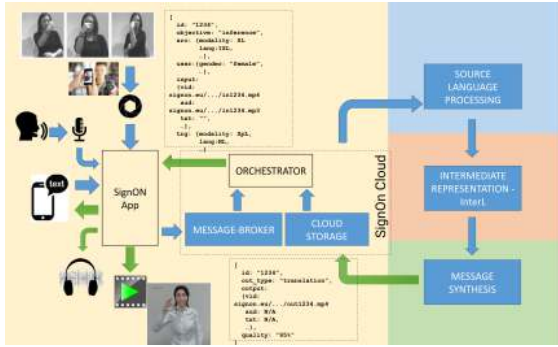 {
id: "1234",
objective: "inference",
src: {modality: SL
lang:ISL,
…},
user:{gender: "female",
…},
input:
{vid:
signon.eu/.../in1234.mp4
aud:
signon.eu/.../in1234.mp3
txt: "",
…},
trg: {modality: SpL,
lang:NL,
…}
text
SignON
App
ORCHESTRATOR
MESSAGE-BROKER
CLOUD
STORAGE
SignOn Cloud
SOURCE
LANGUAGE
PROCESSING
INTERMEDIATE
REPRESENTATION -
InterL
MESSAGE
SYNTHESIS
{
id: "1234",
out_type: "translation",
output:
{vid:
signon.eu/.../out1234.mp4
aud: N/A
txt: N/A,
…},
quality: "95%"